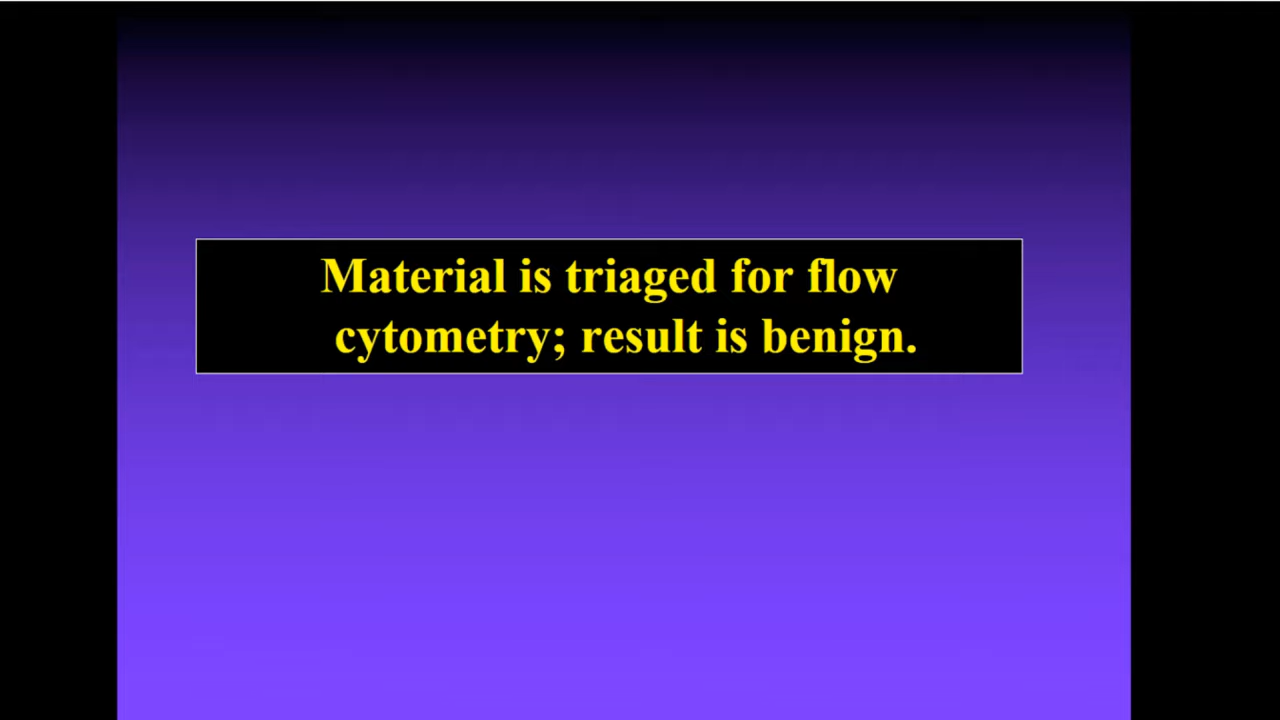 Material is triaged for flow
cytometry; result is benign.